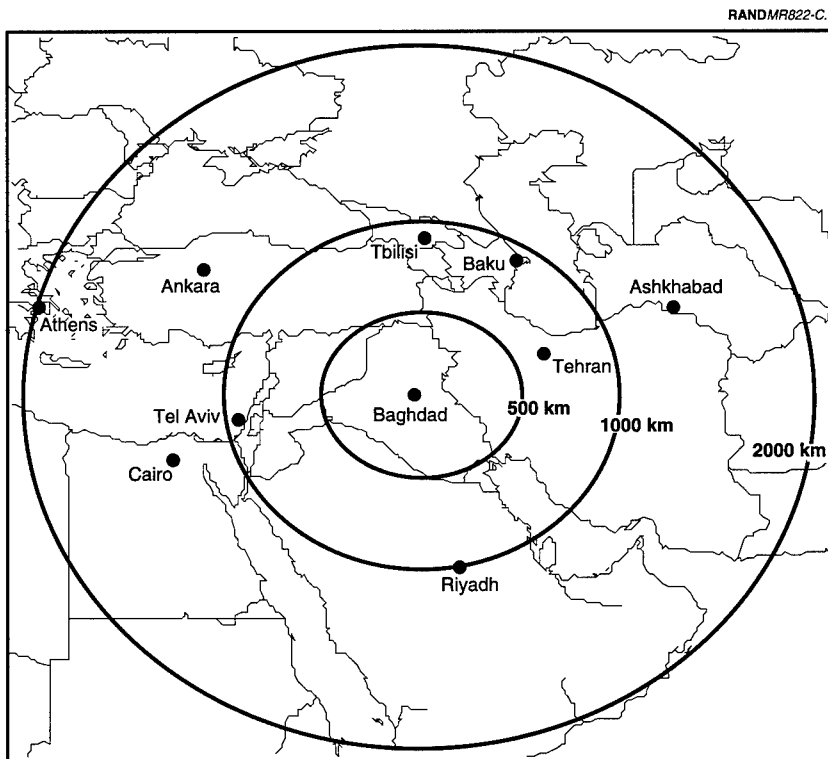 RANDMR822-C.
Tbilisi
Baku
Ankara
Ashkhabad
Athens
Tehran
Baghdad
500 km
Tel Aviv
1000 km
2000 km
Cairo
Riyadh